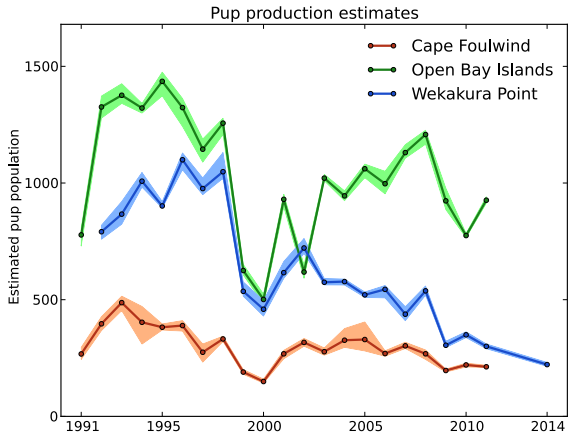 Pup production estimates
Cape Foulwind
Open Bay Islands
Wekakura Point
Estimated pup population
1500
1000
500
0
1991
1995
2000
2005
2010
2014